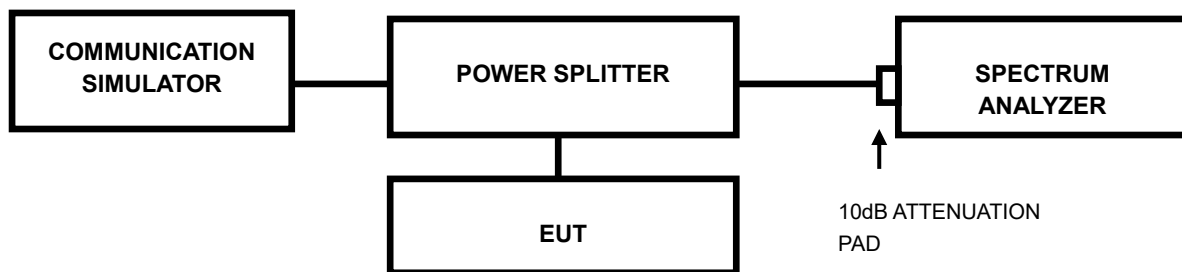 COMMUNICATION
SIMULATOR
POWER SPLITTER
SPECTRUM
ANALYZER
EUT
10dB ATTENUATION
PAD